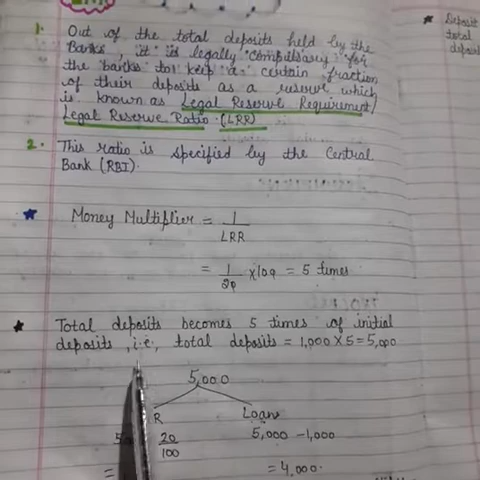 Deposit
total
deposit
1. Out of the total deposits held by the
Banks, it is legally compulsary for
the banks to keep a certain fraction
of their deposits as a reserve which
is known as Legal Reserve Requirement/
Legal Reserve Ratio (LRR)
2. This ratio is specified by the Central
Bank (RBI).
Money Multiplier = 1
LRR
= 1/20 × 100 = 5 times
Total deposits becomes 5 times of initial
deposits, i.e, total deposits = 1,000 × 5 = 5,000
5,000
R Loans
20/100 5,000 - 1,000
= = 4,000.